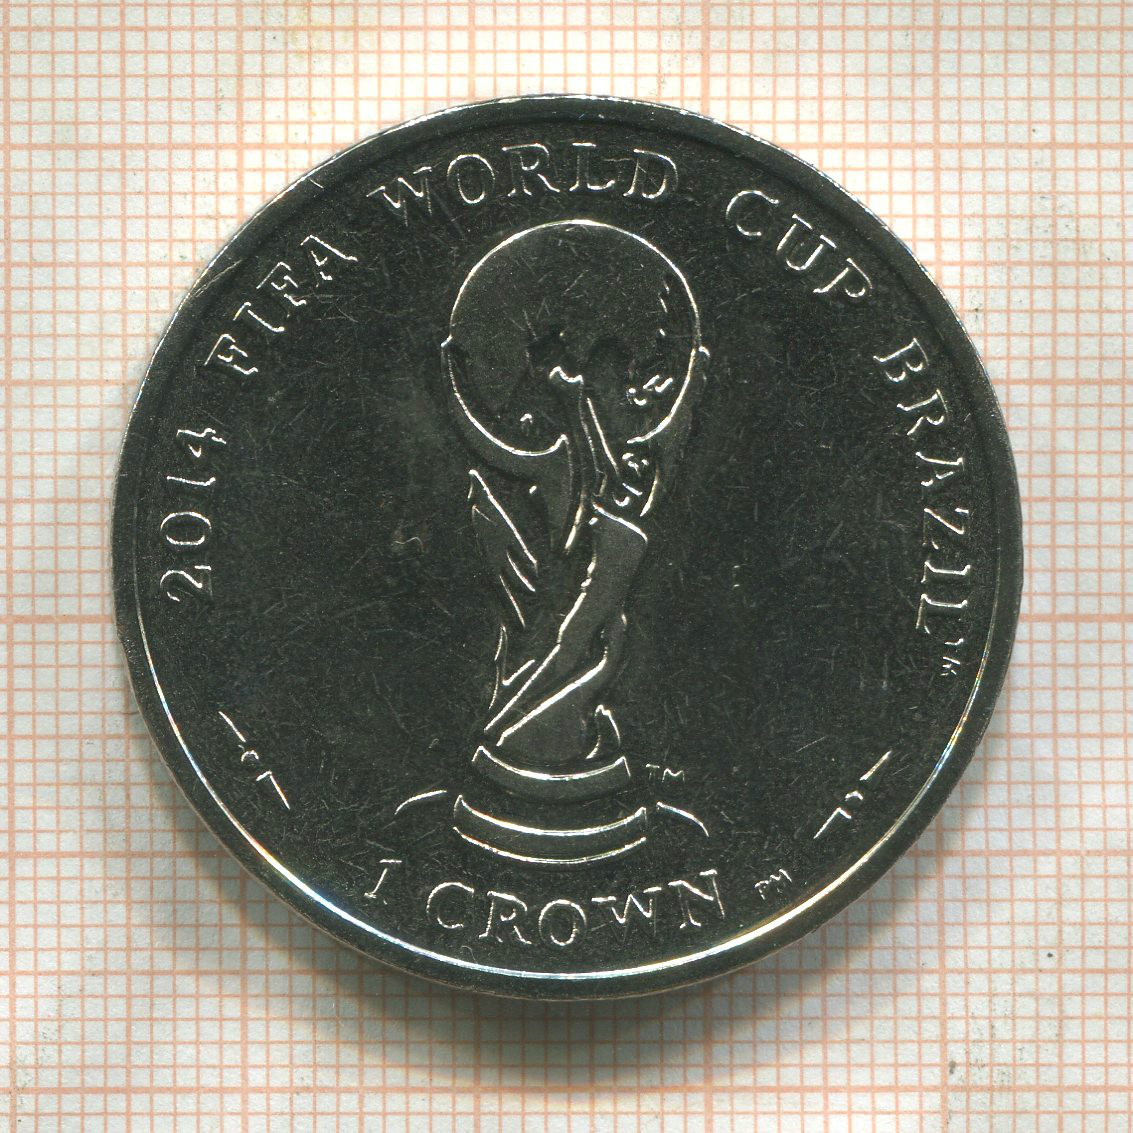 2014 FIFA WORLD CUP BRAZIL™
TM
1 CROWN PM